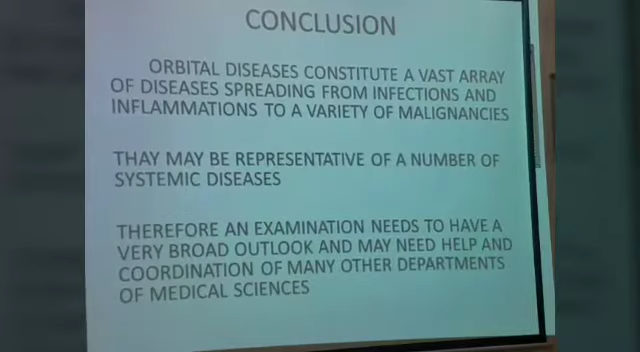 CONCLUSION
ORBITAL DISEASES CONSTITUTE A VAST ARRAY
OF DISEASES SPREADING FROM INFECTIONS AND
INFLAMMATIONS TO A VARIETY OF MALIGNANCIES
THAY MAY BE REPRESENTATIVE OF A NUMBER OF
SYSTEMIC DISEASES
THEREFORE AN EXAMINATION NEEDS TO HAVE A
VERY BROAD OUTLOOK AND MAY NEED HELP AND
COORDINATION OF MANY OTHER DEPARTMENTS
OF MEDICAL SCIENCES